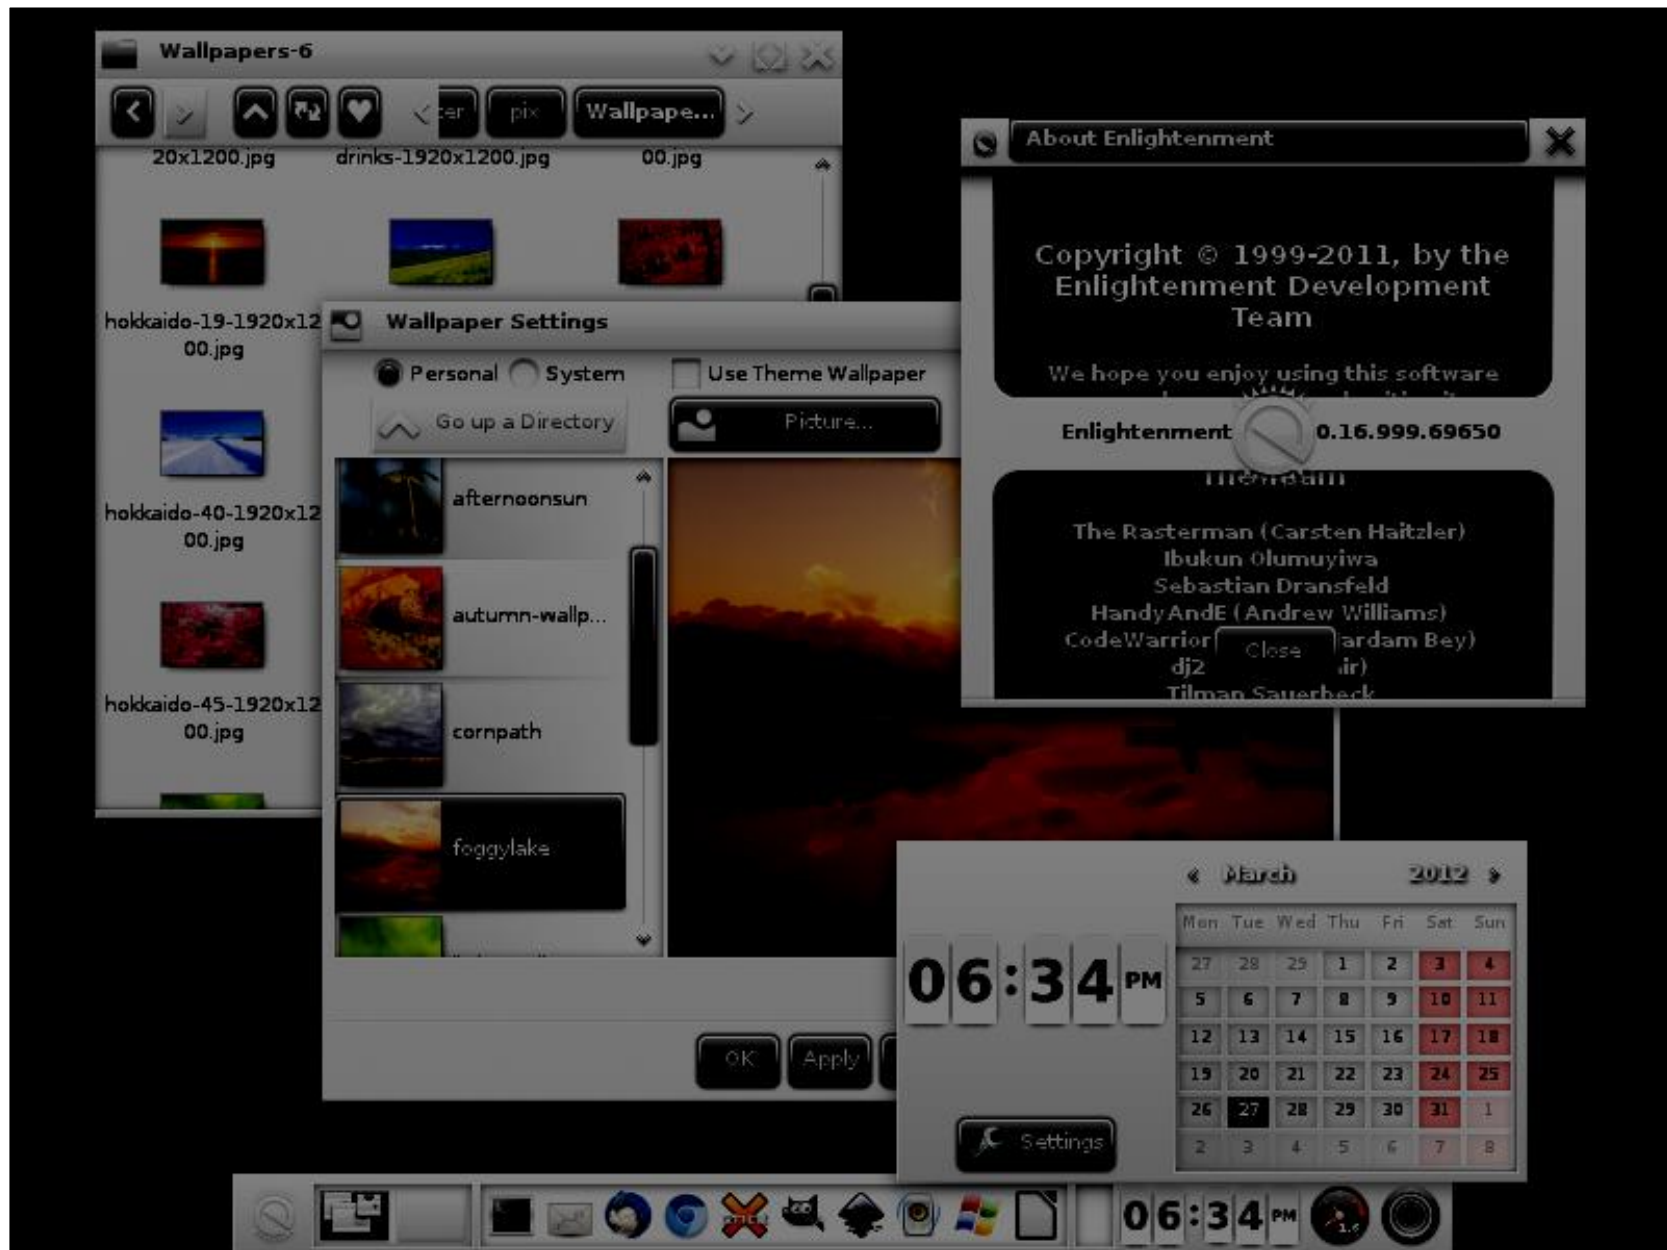 Wallpapers-6
pix
Wallpape...
20x1200.jpg
drinks-1920x1200.jpg
00.jpg
hokkaido-19-1920x12
00.jpg
hokkaido-40-1920x12
00.jpg
hokkaido-45-1920x12
00.jpg
Wallpaper Settings
Personal
System
Use Theme Wallpaper
Go up a Directory
Picture...
afternoonsun
autumn-wallp...
cornpath
foggylake
OK
Apply
About Enlightenment
Copyright © 1999-2011, by the
Enlightenment Development
Team
We hope you enjoy using this software
Enlightenment 0.16.999.69650
The Team
The Rasterman (Carsten Haitzler)
Ibukun Olumuyiwa
Sebastian Dransfeld
HandyAndE (Andrew Williams)
CodeWarrior ardam Bey)
dj2 ir)
Tilman Sauerbeck
Close
March 2012
Mon Tue Wed Thu Fri Sat Sun
27 28 29 1 2 3 4
5 6 7 8 9 10 11
12 13 14 15 16 17 18
19 20 21 22 23 24 25
26 27 28 29 30 31 1
2 3 4 5 6 7 8
06:34 PM
Settings
06:34 PM
1.6